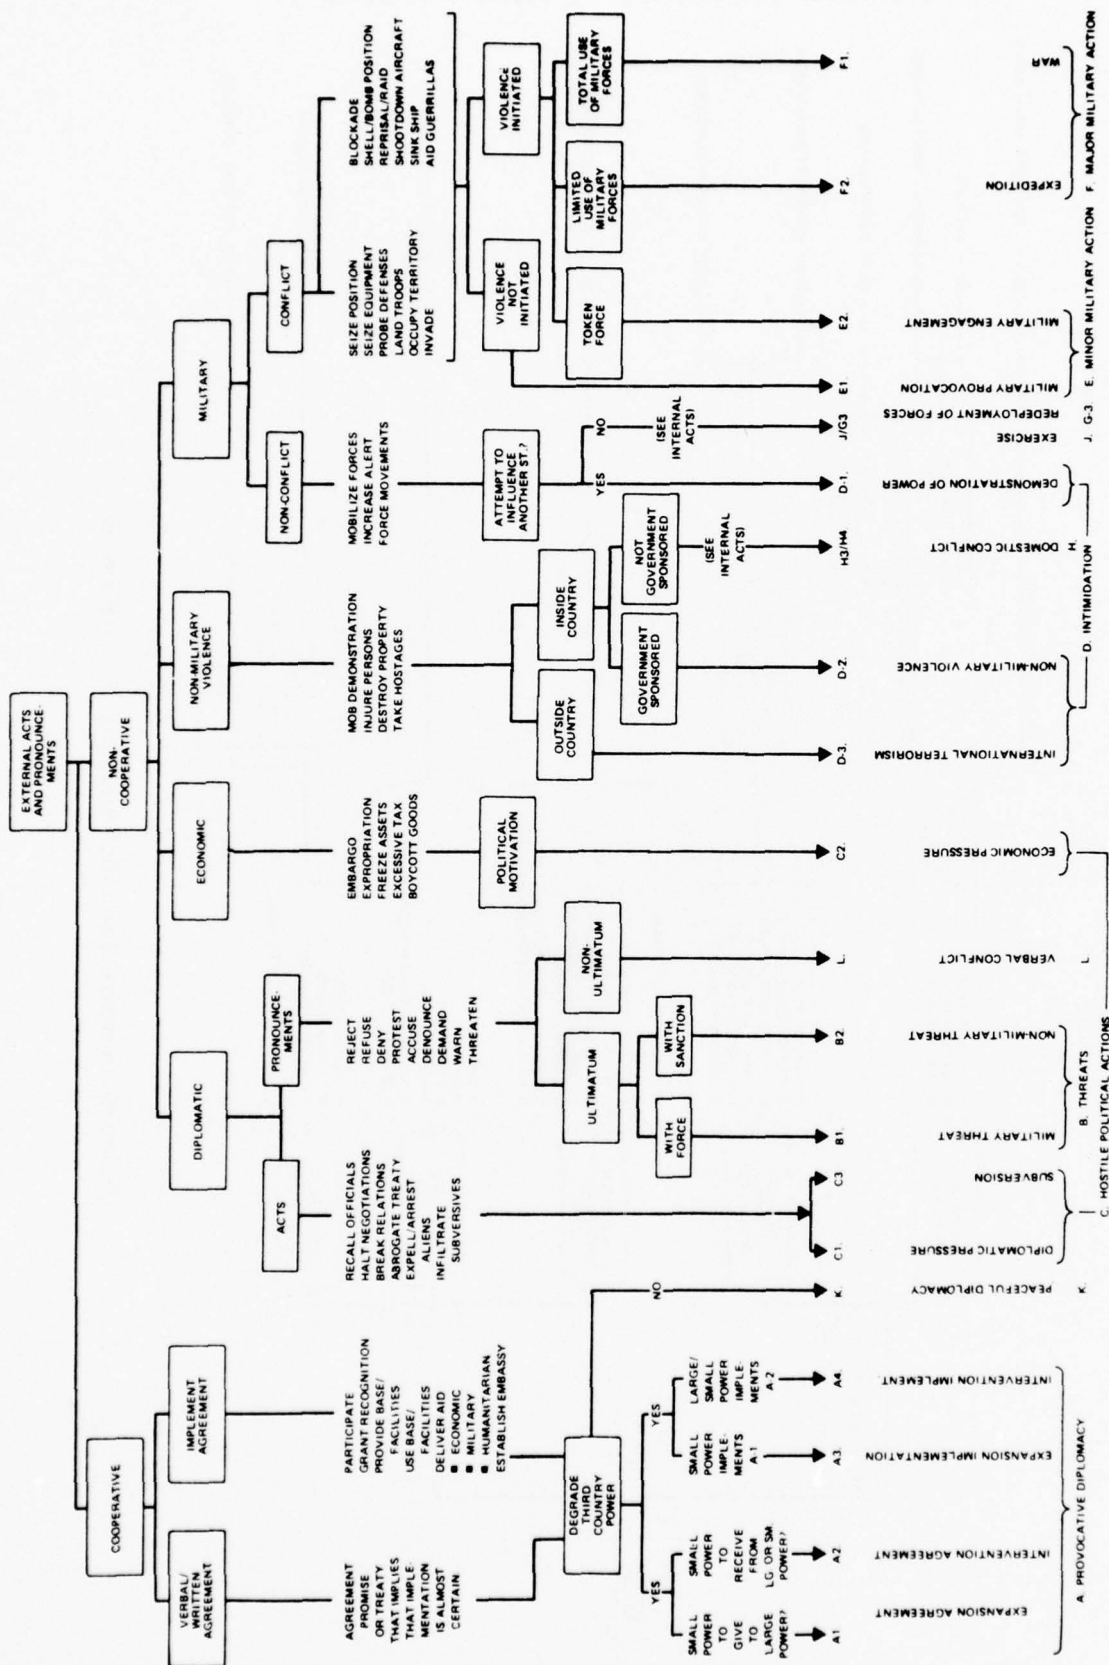 EXTERNAL ACTS
AND PRONOUNCE-
MENTS
COOPERATIVE
NON-
COOPERATIVE
VERBAL/
WRITTEN
AGREEMENT
IMPLEMENT
AGREEMENT
DIPLOMATIC
ECONOMIC
NON-MILITARY
VIOLENCE
MILITARY
ACTS
PRONOUNCE-
MENTS
NON-CONFLICT
CONFLICT
AGREEMENT
PROMISE
OR TREATY
THAT IMPLIES
THAT IMPLE-
MENTATION
IS ALMOST
CERTAIN
PARTICIPATE
GRANT RECOGNITION
PROVIDE BASE/
FACILITIES
USE BASE/
FACILITIES
DELIVER AID
■ ECONOMIC
■ MILITARY
■ HUMANITARIAN
ESTABLISH EMBASSY
RECALL OFFICIALS
HALT NEGOTIATIONS
BREAK RELATIONS
ABROGATE TREATY
EXPELL/ARREST
ALIENS
INFILTRATE
SUBVERSIVES
REJECT
REFUSE
DENY
PROTEST
ACCUSE
DENOUNCE
DEMAND
WARN
THREATEN
EMBARGO
EXPROPRIATION
FREEZE ASSETS
EXCESSIVE TAX
BOYCOTT GOODS
MOB DEMONSTRATION
INJURE PERSONS
DESTROY PROPERTY
TAKE HOSTAGES
MOBILIZE FORCES
INCREASE ALERT
FORCE MOVEMENTS
SEIZE POSITION
SEIZE EQUIPMENT
PROBE DEFENSES
LAND TROOPS
OCCUPY TERRITORY
INVADE
BLOCKADE
SHELL/BOMB POSITION
REPRISAL/RAID
SHOOTDOWN AIRCRAFT
SINK SHIP
AID GUERRILLAS
DEGRADE
THIRD
COUNTRY
POWER
NO
YES
YES
SMALL
POWER
TO
GIVE
TO
LARGE
POWER?
SMALL
POWER
TO
RECEIVE
FROM
LG OR SM
POWER?
SMALL
POWER
IMPLE-
MENTS
A-1
LARGE/
SMALL
POWER
IMPLE-
MENTS
A-2
ULTIMATUM
NON-
ULTIMATUM
WITH
FORCE
WITH
SANCTION
POLITICAL
MOTIVATION
OUTSIDE
COUNTRY
INSIDE
COUNTRY
GOVERNMENT
SPONSORED
NOT
GOVERNMENT
SPONSORED
(SEE
INTERNAL
ACTS)
ATTEMPT TO
INFLUENCE
ANOTHER ST.?
YES
NO
(SEE
INTERNAL
ACTS)
VIOLENCE
NOT
INITIATED
VIOLENCE
INITIATED
TOKEN
FORCE
LIMITED
USE OF
MILITARY
FORCES
TOTAL USE
OF MILITARY
FORCES
A1
A2
A3
A4.
K.
C1.
C3
B1.
B2.
L.
C2.
D-3.
D-2.
H3/H4
D-1.
J/G3
E1
E2.
F2.
F1.
EXPANSION AGREEMENT
INTERVENTION AGREEMENT
EXPANSION IMPLEMENTATION
INTERVENTION IMPLEMENT
PEACEFUL DIPLOMACY
DIPLOMATIC PRESSURE
SUBVERSION
MILITARY THREAT
NON-MILITARY THREAT
VERBAL CONFLICT
ECONOMIC PRESSURE
INTERNATIONAL TERRORISM
NON-MILITARY VIOLENCE
DOMESTIC CONFLICT
DEMONSTRATION OF POWER
EXERCISE
REDEPLOYMENT OF FORCES
MILITARY PROVOCATION
MILITARY ENGAGEMENT
EXPEDITION
WAR
A. PROVOCATIVE DIPLOMACY
K.
B. THREATS
C. HOSTILE POLITICAL ACTIONS
L
H.
D. INTIMIDATION
J. G-3.
E. MINOR MILITARY ACTION
F. MAJOR MILITARY ACTION